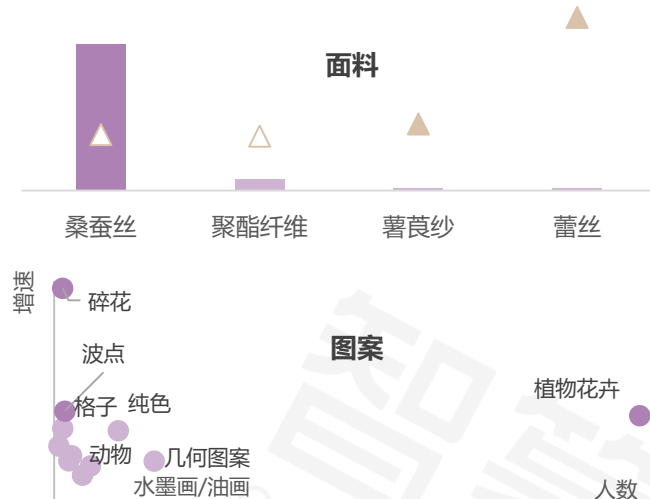 面料
桑蚕丝 聚酯纤维 薯莨纱 蕾丝
增速
碎花
图案
波点
植物花卉
格子 纯色
动物 几何图案
水墨画/油画
人数